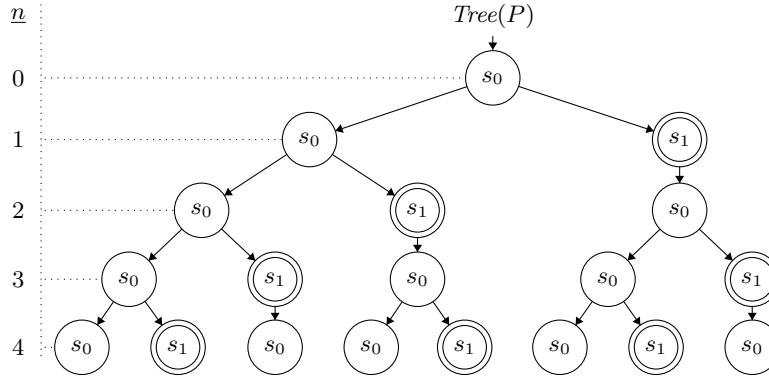 n Tree(P)
0 s₀
1 s₀ s₁
2 s₀ s₁ s₀
3 s₀ s₁ s₀ s₀ s₁
4 s₀ s₁ s₀ s₀ s₁ s₀ s₁ s₀